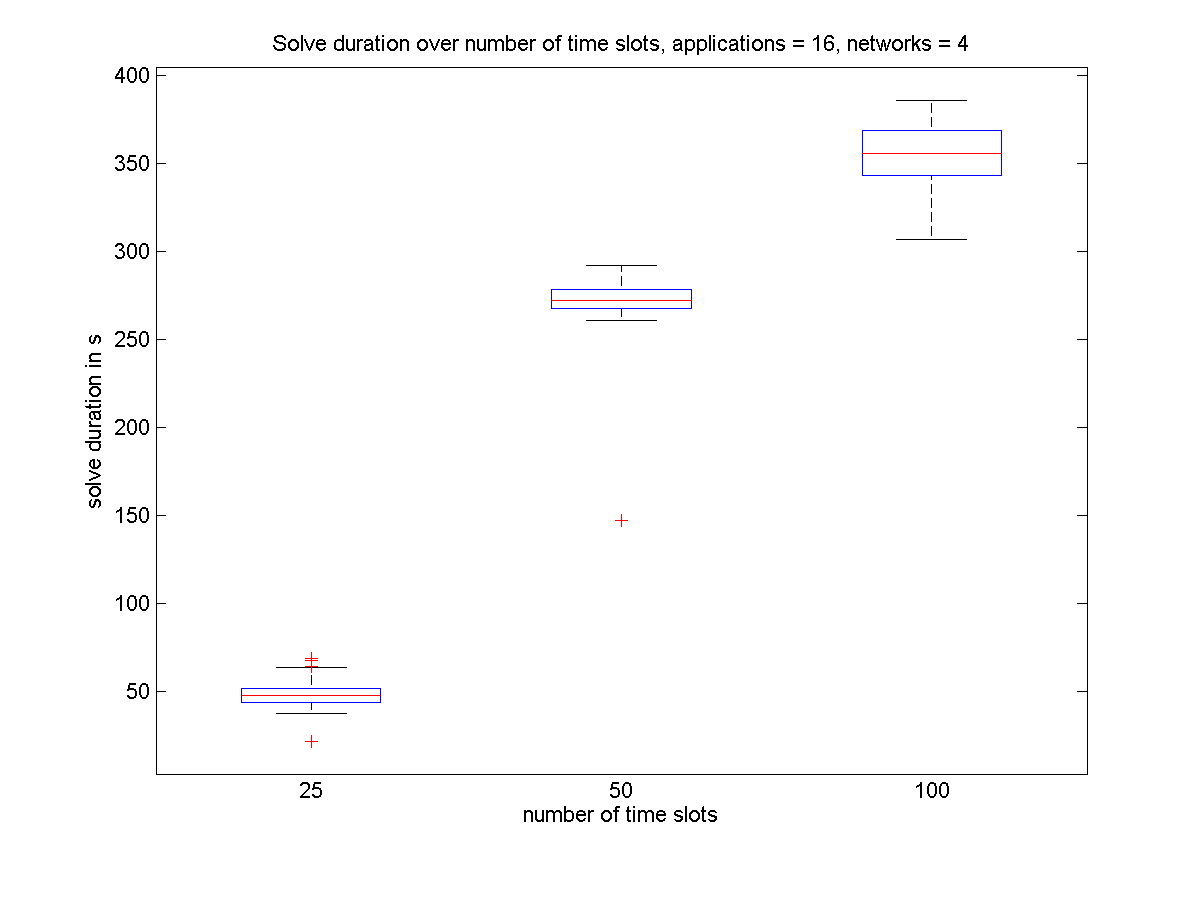 Solve duration over number of time slots, applications = 16, networks = 4
400
350
300
250
200
150
100
50
solve duration in s
25 50 100
number of time slots